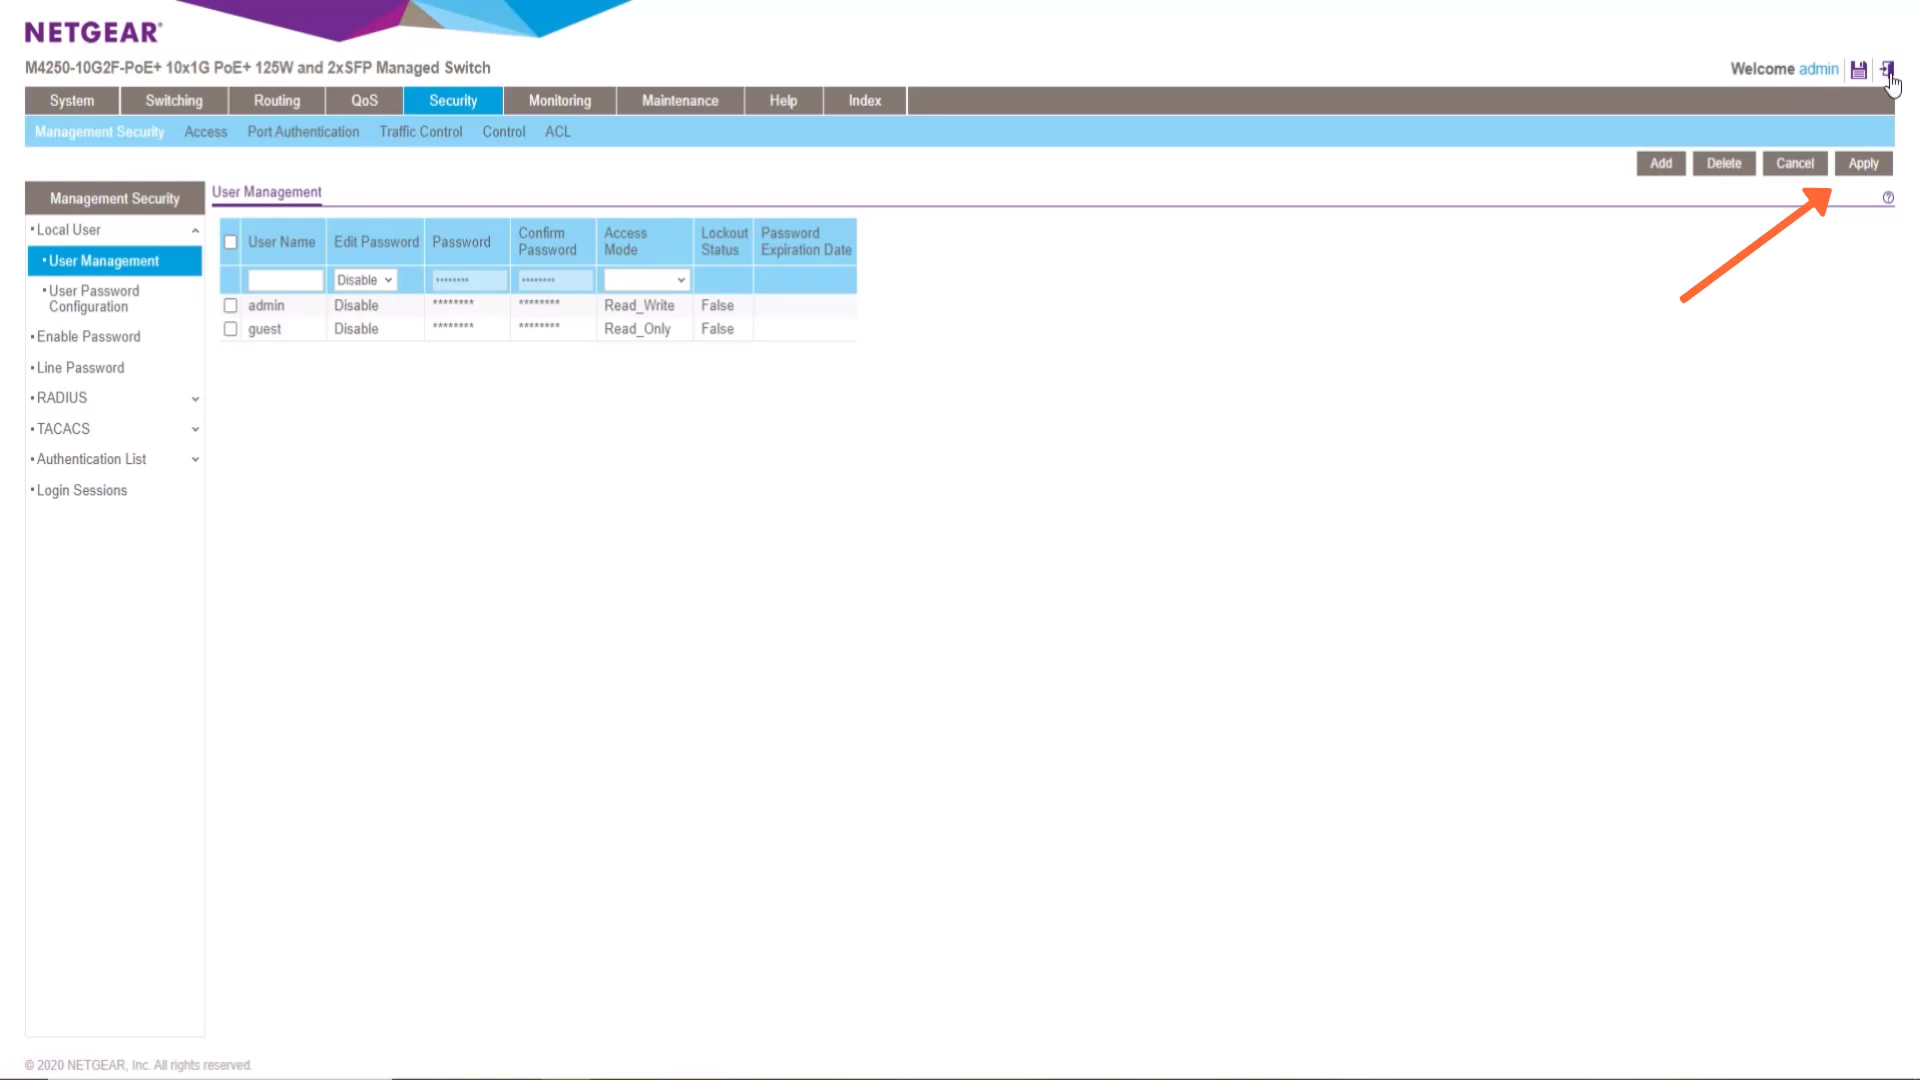 NETGEAR®
M4250-10G2F-PoE+ 10x1G PoE+ 125W and 2xSFP Managed Switch
Welcome admin
System Switching Routing QoS Security Monitoring Maintenance Help Index
Management Security Access Port Authentication Traffic Control Control ACL
Add Delete Cancel Apply
Management Security
Local User
User Management
User Password
Configuration
Enable Password
Line Password
RADIUS
TACACS
Authentication List
Login Sessions
User Management
?
User Name Edit Password Password Confirm Password Access Mode Lockout Status Password Expiration Date
Disable •••••••• ••••••••
admin Disable ******** ******** Read_Write False
guest Disable ******** ******** Read_Only False
© 2020 NETGEAR, Inc. All rights reserved.